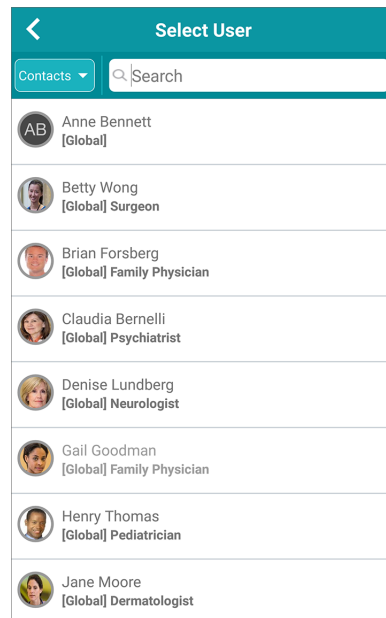 Select User
Contacts
Search
AB
Anne Bennett
[Global]
Betty Wong
[Global] Surgeon
Brian Forsberg
[Global] Family Physician
Claudia Bernelli
[Global] Psychiatrist
Denise Lundberg
[Global] Neurologist
Gail Goodman
[Global] Family Physician
Henry Thomas
[Global] Pediatrician
Jane Moore
[Global] Dermatologist